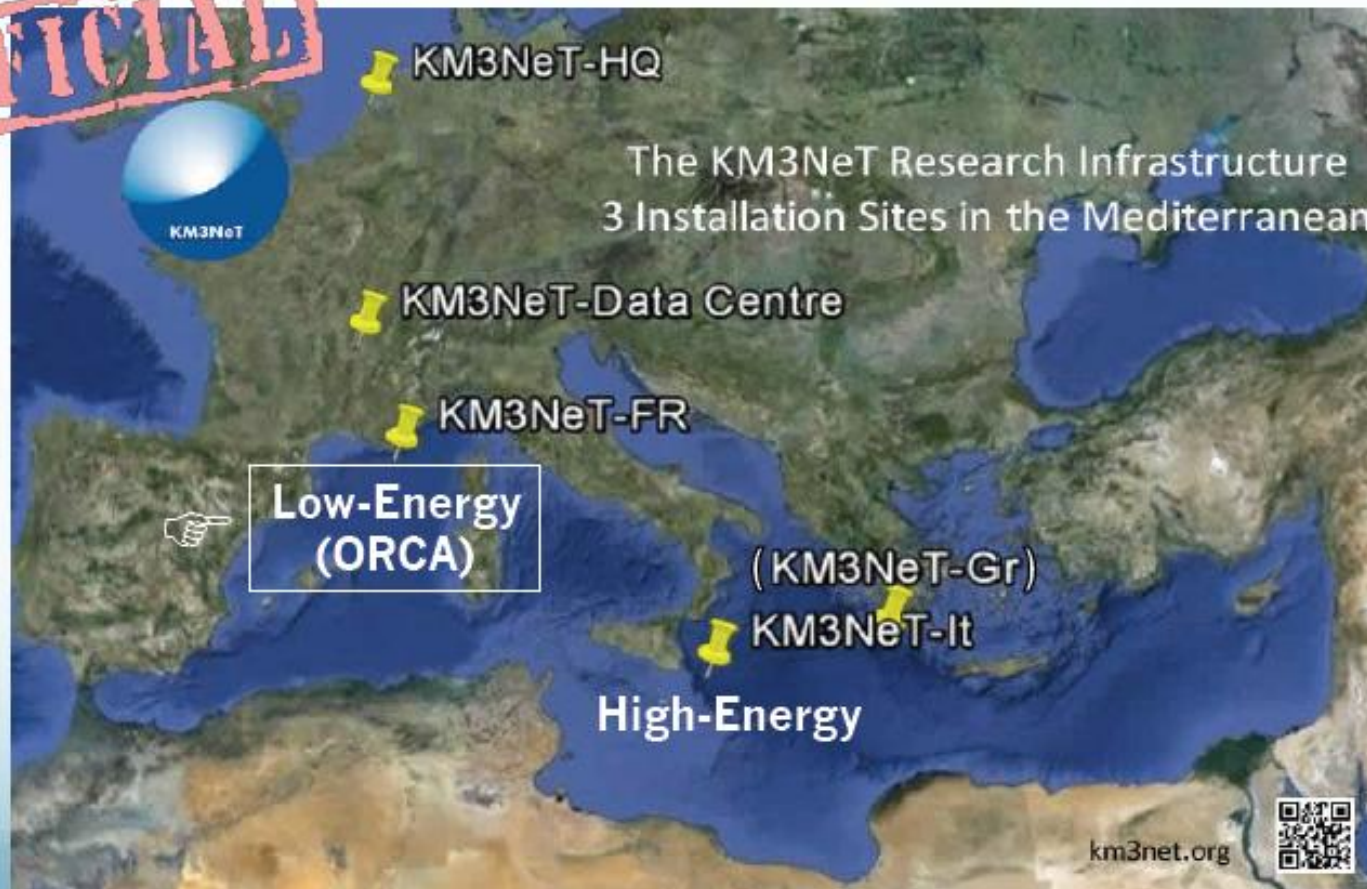 FICIAL
KM3NeT-HQ
KM3NeT
The KM3NeT Research Infrastructure
3 Installation Sites in the Mediterranean
KM3NeT-Data Centre
KM3NeT-FR
Low-Energy
(ORCA)
(KM3NeT-Gr)
KM3NeT-It
High-Energy
km3net.org